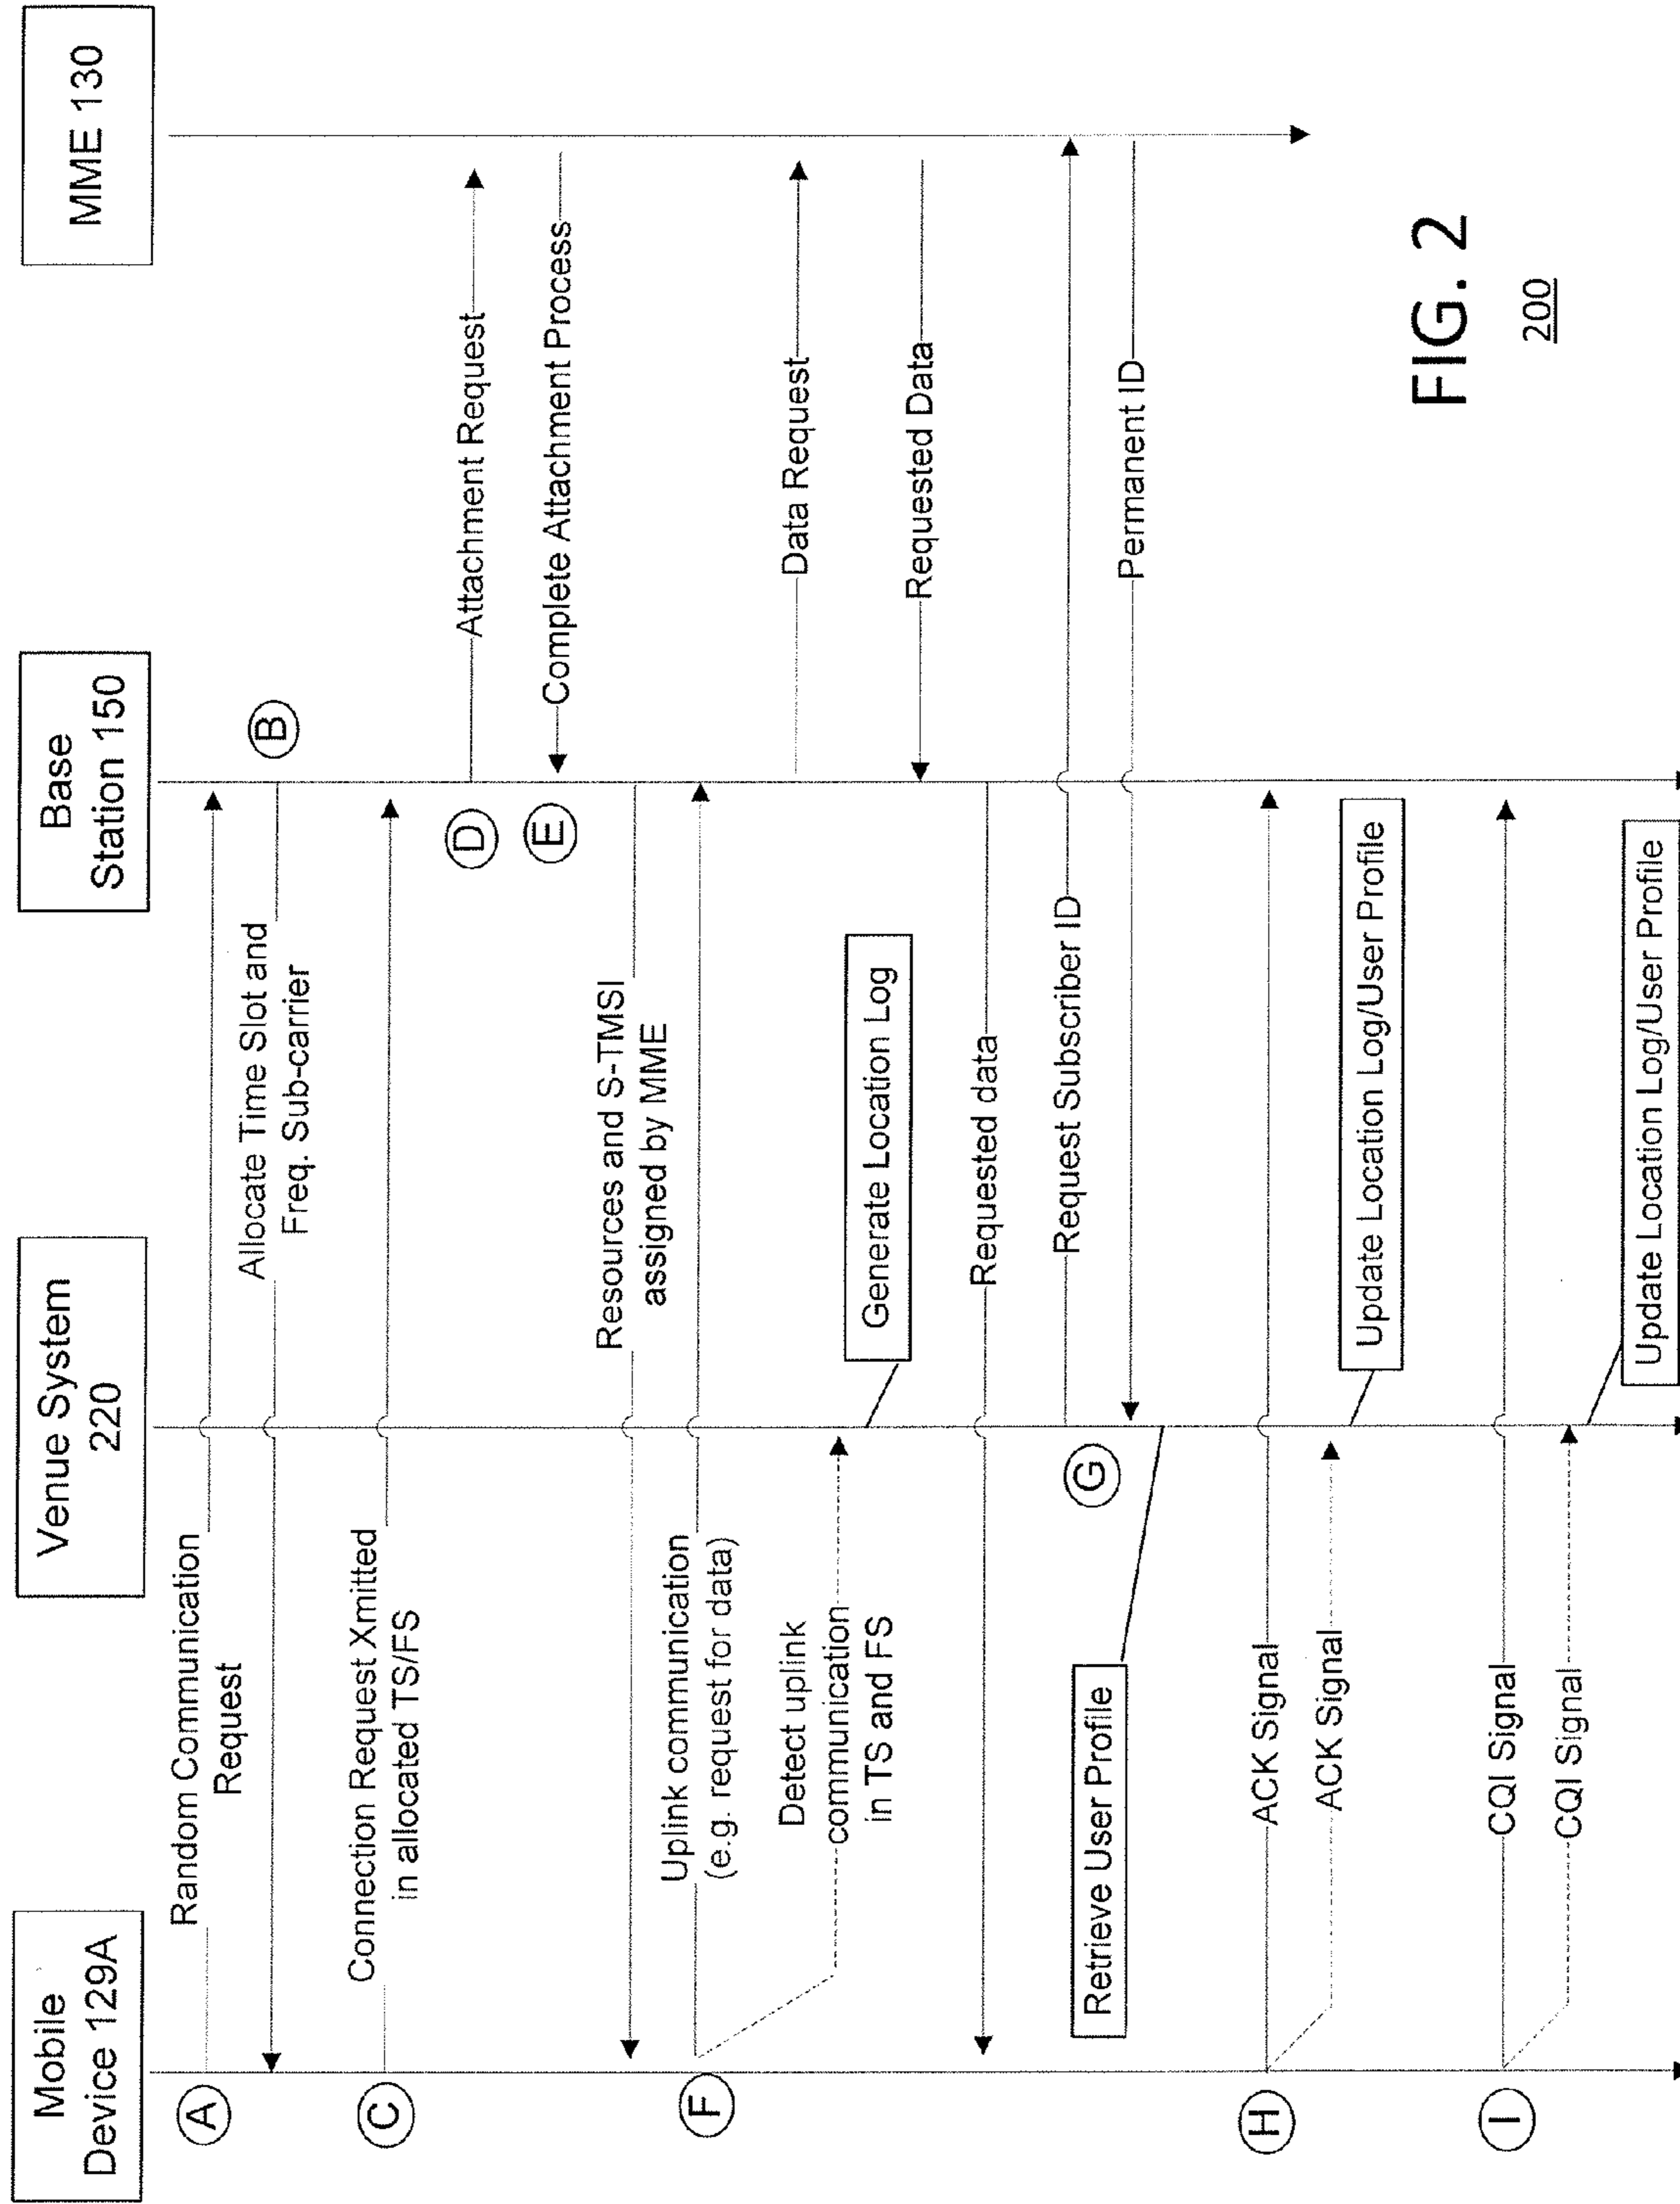 Mobile
Device 129A
Venue System
220
Base
Station 150
MME 130
A
Random Communication
Request
B
Allocate Time Slot and
Freq. Sub-carrier
C
Connection Request Xmitted
in allocated TS/FS
D
Attachment Request
E
Complete Attachment Process
Resources and S-TMSI
assigned by MME
F
Uplink communication
(e.g. request for data)
Data Request
Detect uplink
communication
in TS and FS
Generate Location Log
Requested Data
Requested data
G
Request Subscriber ID
Permanent ID
Retrieve User Profile
H
ACK Signal
ACK Signal
Update Location Log/User Profile
I
CQI Signal
CQI Signal
Update Location Log/User Profile
FIG. 2
200